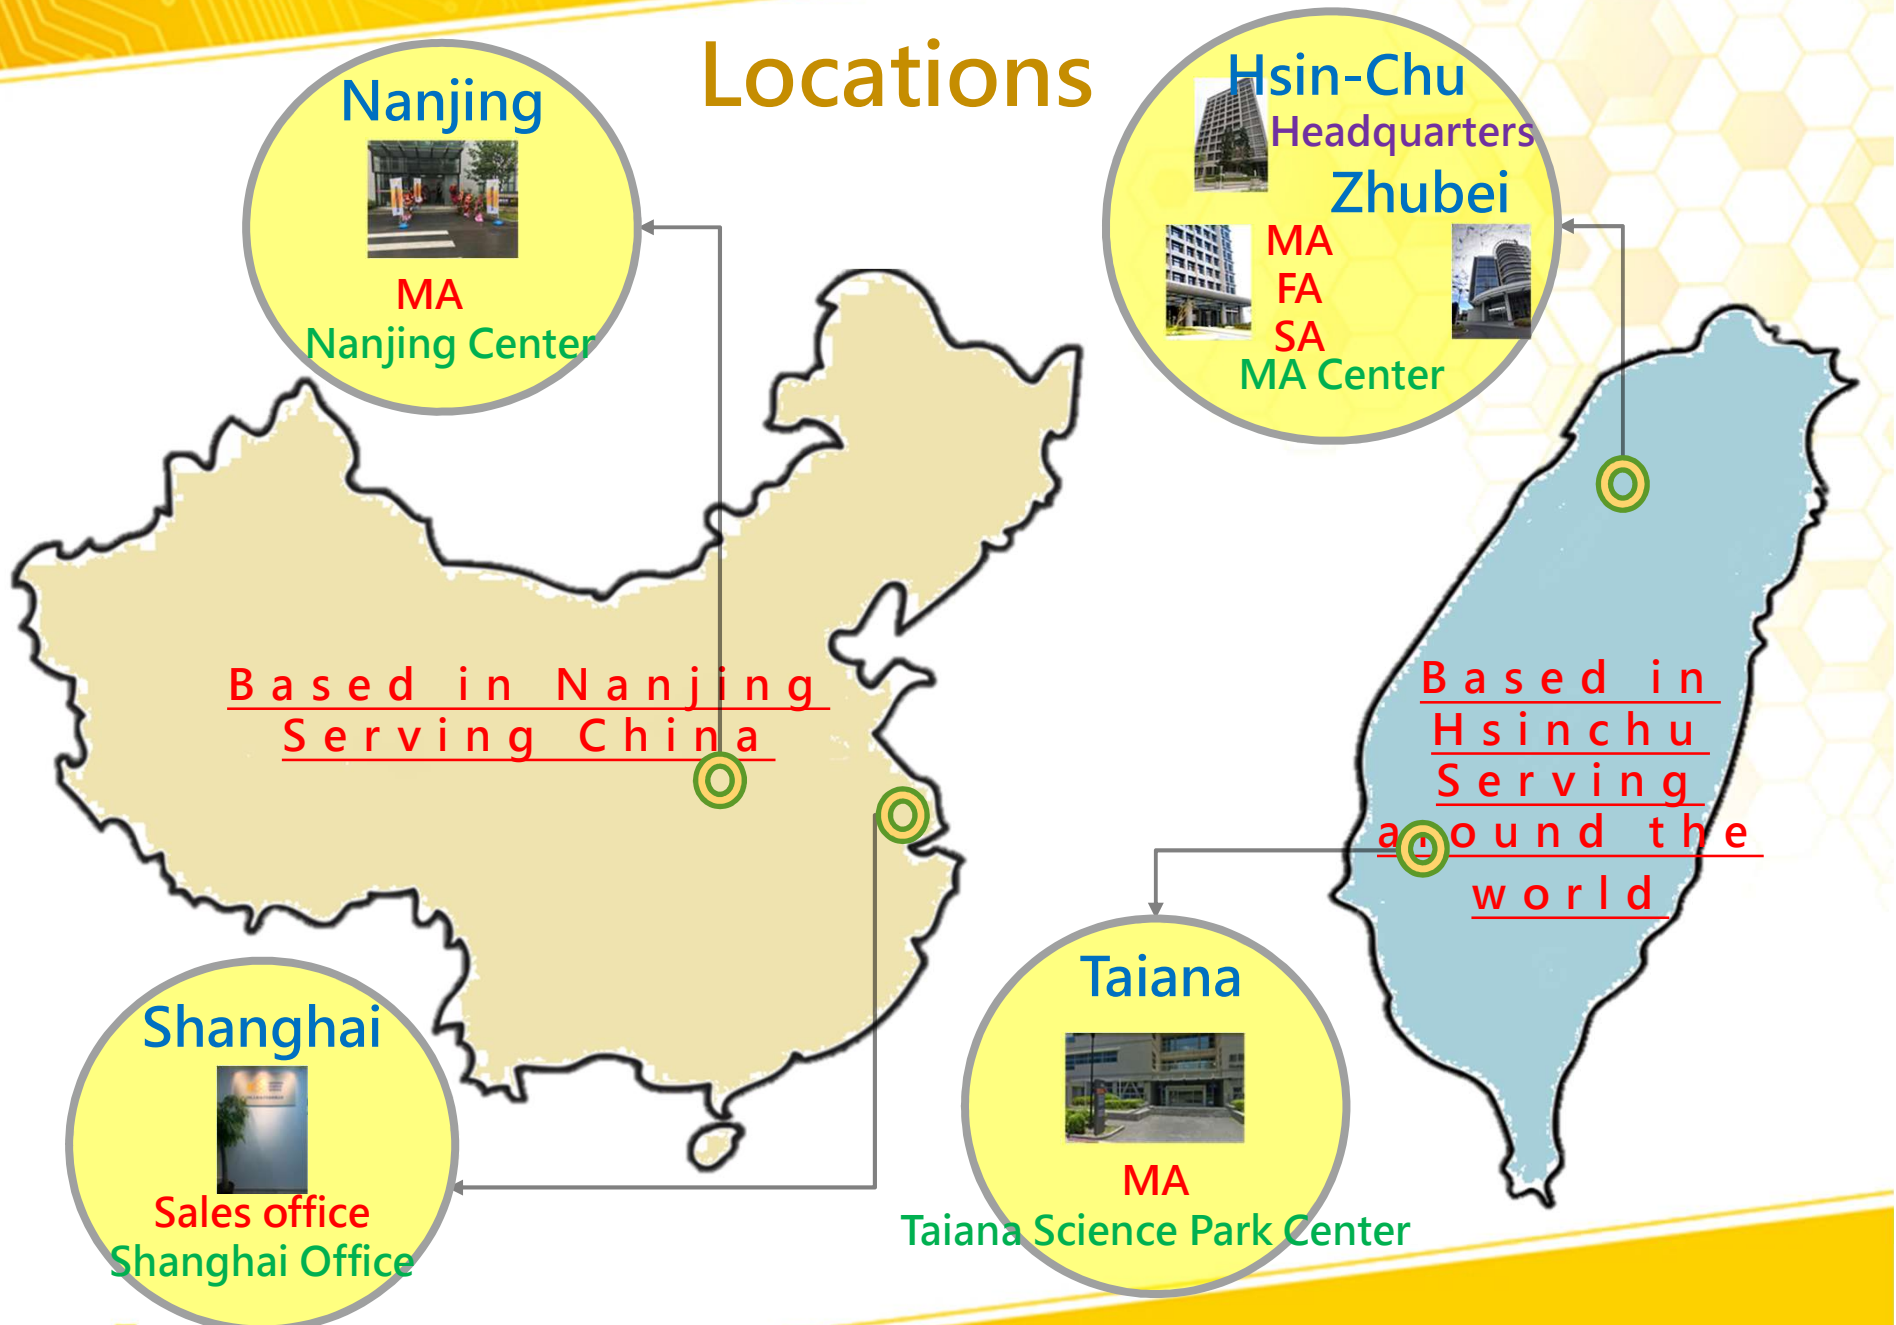 Locations
Nanjing
MA
Nanjing Center
Hsin-Chu
Headquarters
Zhubei
MA
FA
SA
MA Center
Based in Nanjing
Serving China
Based in
Hsinchu
Serving
around the
world
Shanghai
Sales office
Shanghai Office
Taiana
MA
Taiana Science Park Center